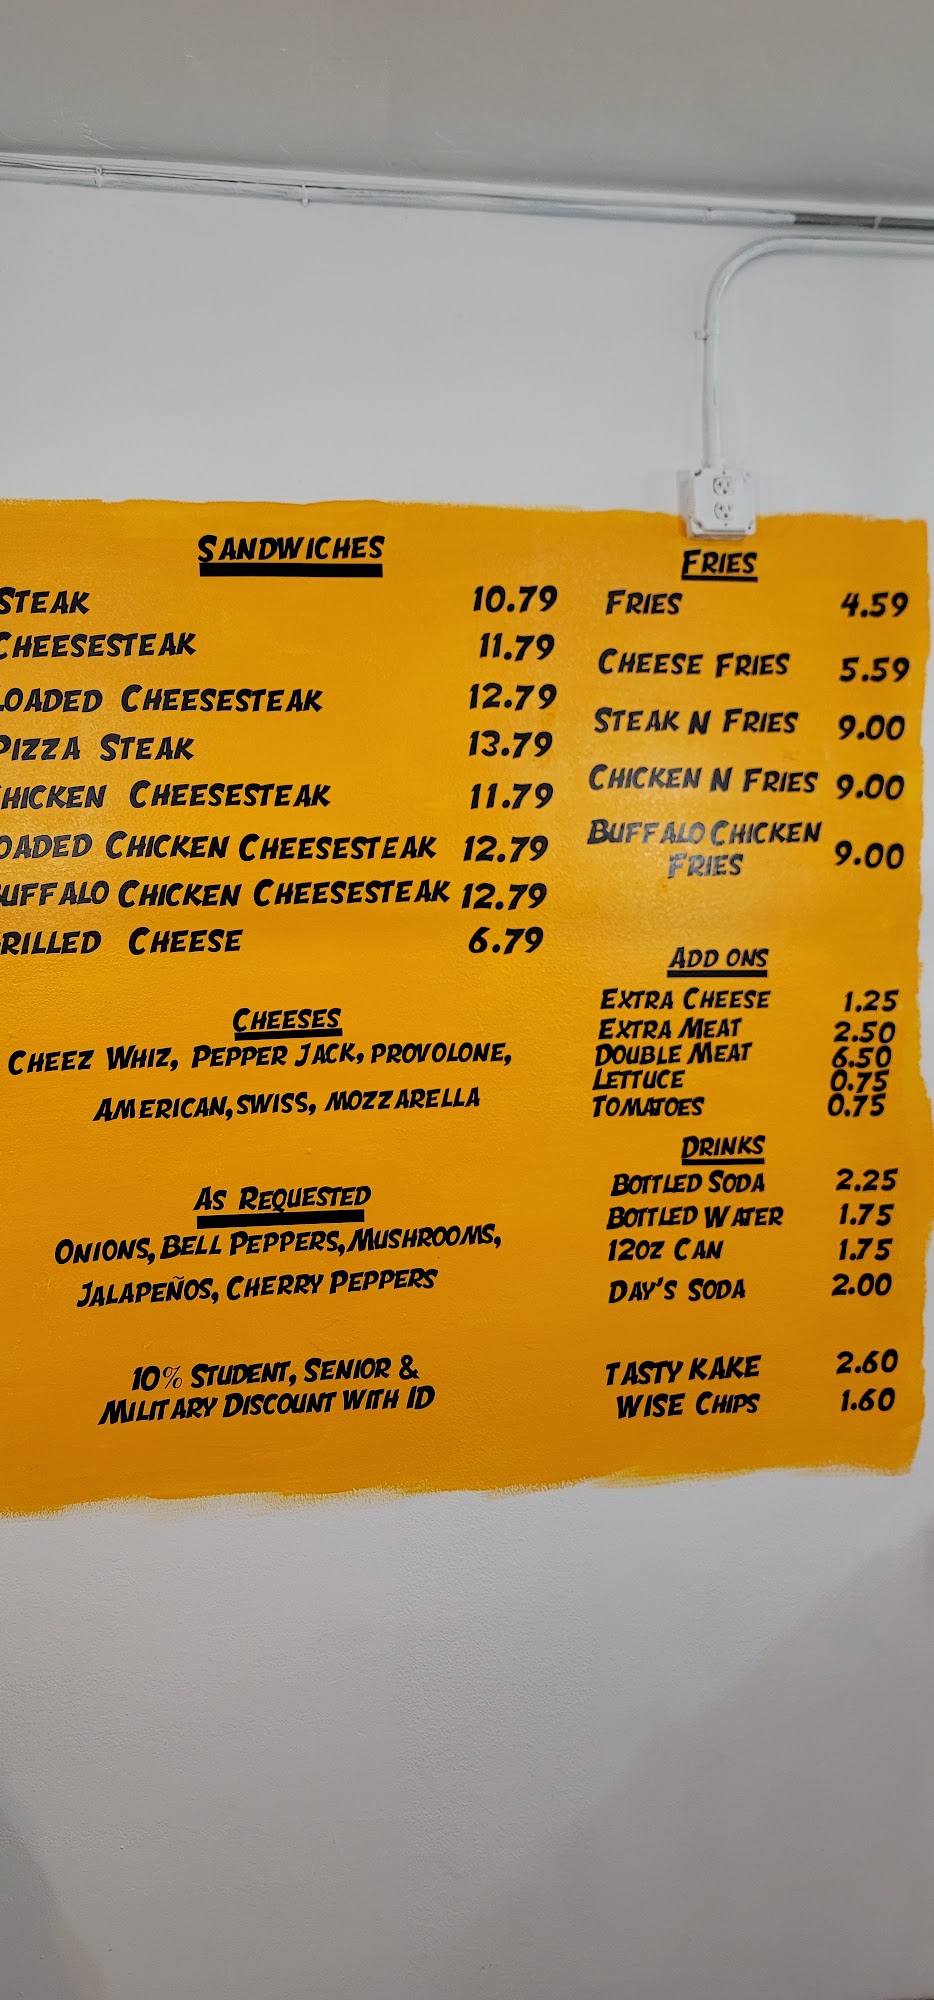 Sandwiches
Steak 10.79
Cheesesteak 11.79
Loaded Cheesesteak 12.79
Pizza Steak 13.79
hicken Cheesesteak 11.79
oaded Chicken Cheesesteak 12.79
uffalo Chicken Cheesesteak 12.79
rilled Cheese 6.79
Cheeses
Cheez Whiz, Pepper Jack, provolone,
American, swiss, mozzarella
As Requested
Onions, Bell Peppers, Mushrooms,
Jalapeños, Cherry Peppers
10% Student, Senior &
Military Discount with ID
Fries
Fries 4.59
Cheese Fries 5.59
Steak n Fries 9.00
Chicken n Fries 9.00
Buffalo Chicken
Fries 9.00
Add ons
Extra Cheese 1.25
Extra Meat 2.50
Double Meat 6.50
Lettuce 0.75
Tomatoes 0.75
Drinks
Bottled Soda 2.25
Bottled Water 1.75
12oz Can 1.75
Day's Soda 2.00
Tasty Kake 2.60
Wise Chips 1.60